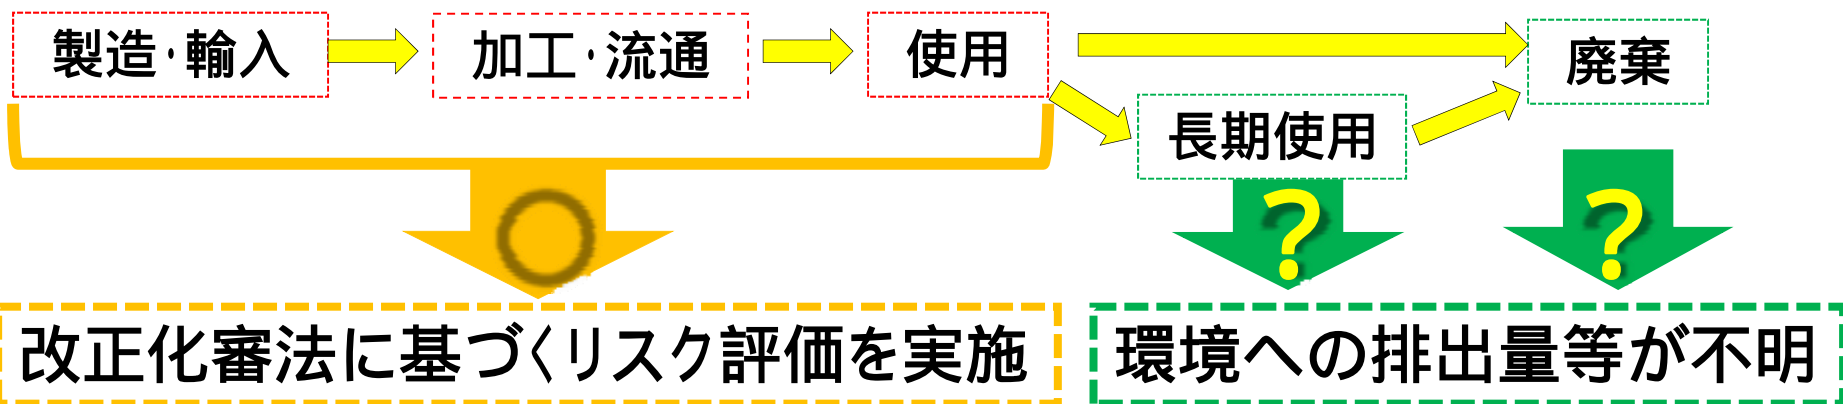 製造・輸入
加工・流通
使用
廃棄
長期使用
○
？
？
改正化審法に基づくリスク評価を実施
環境への排出量等が不明